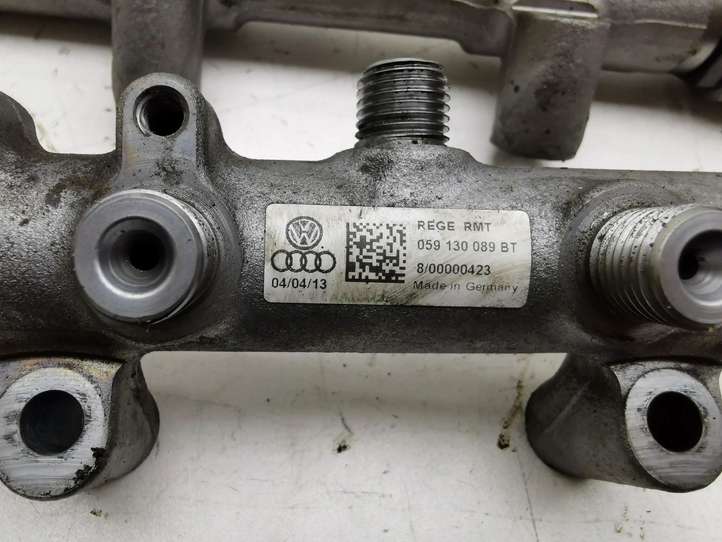 REGE RMT
059 130 089 BT
8/00000423
Made in Germany
04/04/13